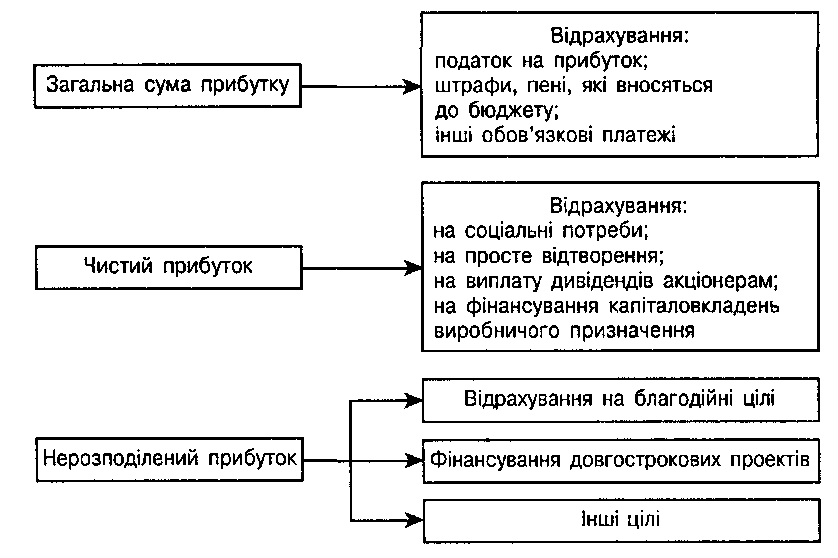 Загальна сума прибутку
Відрахування:
податок на прибуток;
штрафи, пені, які вносяться
до бюджету;
інші обов'язкові платежі
Чистий прибуток
Відрахування:
на соціальні потреби;
на просте відтворення;
на виплату дивідендів акціонерам;
на фінансування капіталовкладень
виробничого призначення
Нерозподілений прибуток
Відрахування на благодійні цілі
Фінансування довгострокових проектів
Інші цілі